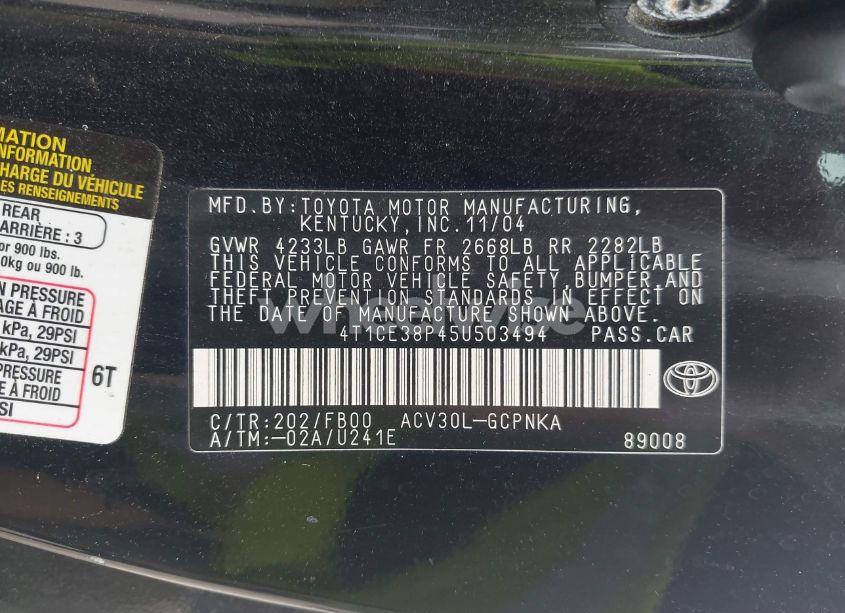 MATION
INFORMATION
CHARGE DU VÉHICULE
LES RENSEIGNEMENTS
REAR
ARRIÈRE : 3
or 900 lbs.
0kg ou 900 lb.
N PRESSURE
AGE À FROID
kPa, 29PSI
kPa, 29PSI
PRESSURE
E À FROID
SI
6T
MFD.BY:TOYOTA MOTOR MANUFACTURING,
KENTUCKY,INC.11/04
GVWR 4233LB GAWR FR 2668LB RR 2282LB
THIS VEHICLE CONFORMS TO ALL APPLICABLE
FEDERAL MOTOR VEHICLE SAFETY,BUMPER,AND
THEFT PREVENTION STANDARDS IN EFFECT ON
THE DATE OF MANUFACTURE SHOWN ABOVE.
4T1CE38P45U503494 PASS.CAR
C/TR:202/FB00 ACV30L-GCPNKA
A/TM:-02A/U241E 89008